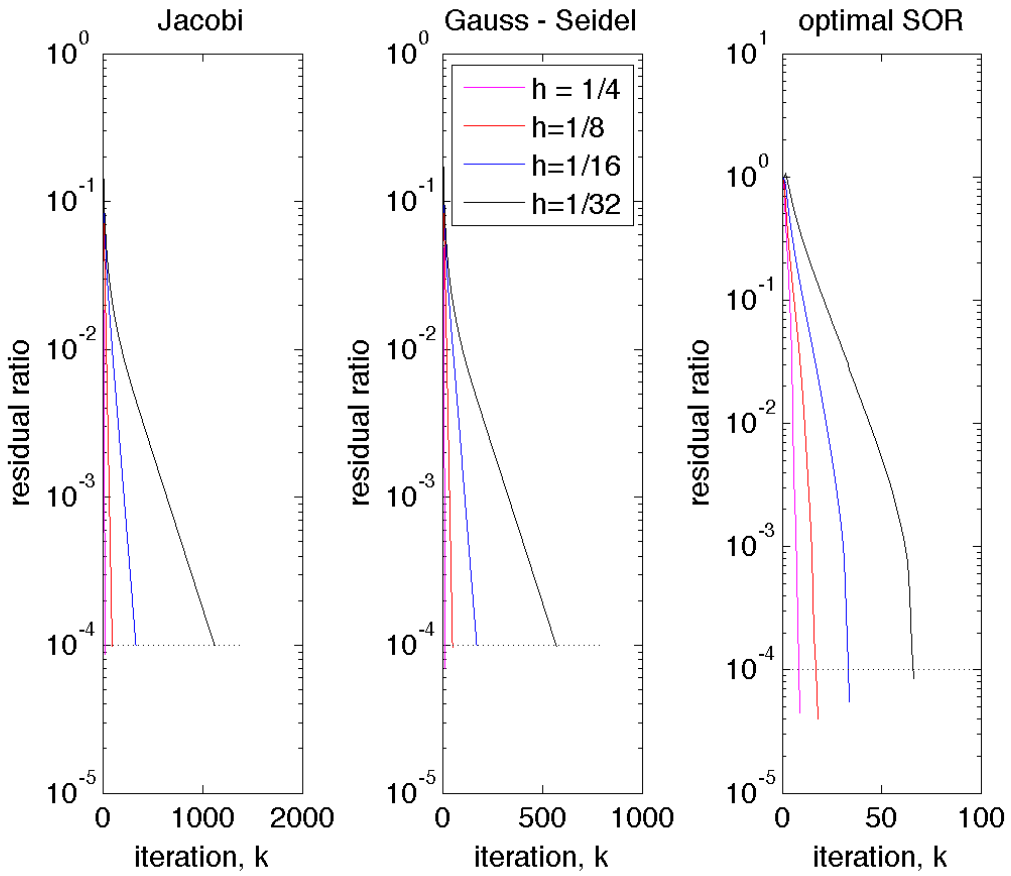 Jacobi
10^0
10^-1
10^-2
10^-3
10^-4
10^-5
residual ratio
0 1000 2000
iteration, k
Gauss - Seidel
10^0
10^-1
10^-2
10^-3
10^-4
10^-5
residual ratio
h = 1/4
h=1/8
h=1/16
h=1/32
0 500 1000
iteration, k
optimal SOR
10^1
10^0
10^-1
10^-2
10^-3
10^-4
10^-5
residual ratio
0 50 100
iteration, k